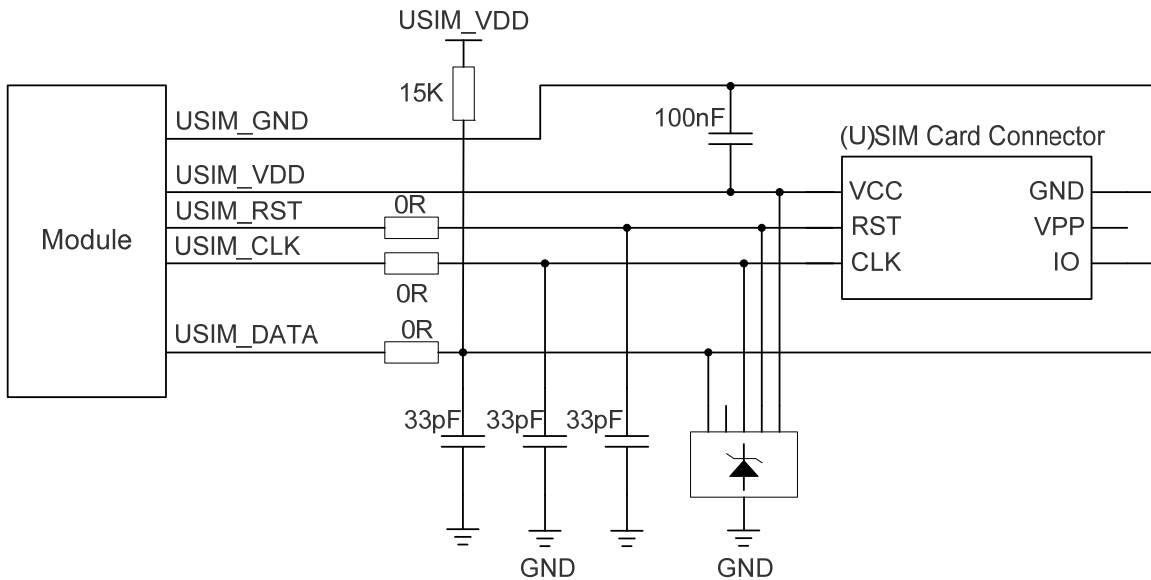 USIM_VDD
15K
100nF
USIM_GND
(U)SIM Card Connector
USIM_VDD
VCC
GND
USIM_RST
0R
RST
VPP
Module
USIM_CLK
CLK
IO
0R
USIM_DATA
0R
33pF
33pF
33pF
GND
GND